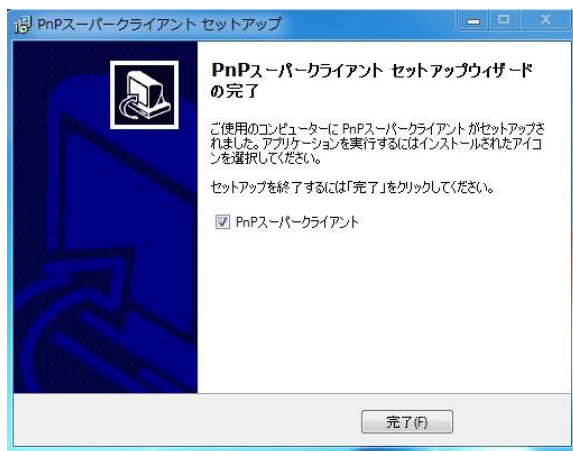 PnPスーパークライアント セットアップ
PnPスーパークライアント セットアップウィザード
の完了
ご使用のコンピューターに PnPスーパークライアント がセットアップさ
れました。アプリケーションを実行するにはインストールされたアイコ
ンを選択してください。
セットアップを終了するには「完了」をクリックしてください。
PnPスーパークライアント
完了(F)